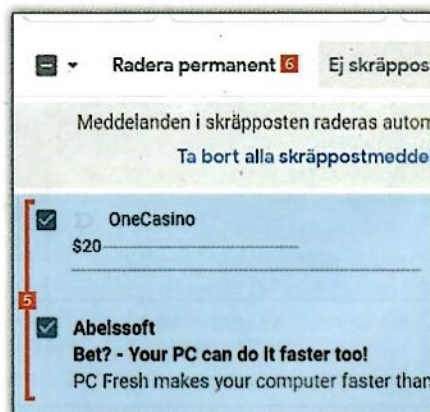 Radera permanent 6 Ej skräppos
Meddelanden i skräpposten raderas autom
Ta bort alla skräppostmedde
OneCasino
$20
5
Abelssoft
Bet? - Your PC can do it faster too!
PC Fresh makes your computer faster than